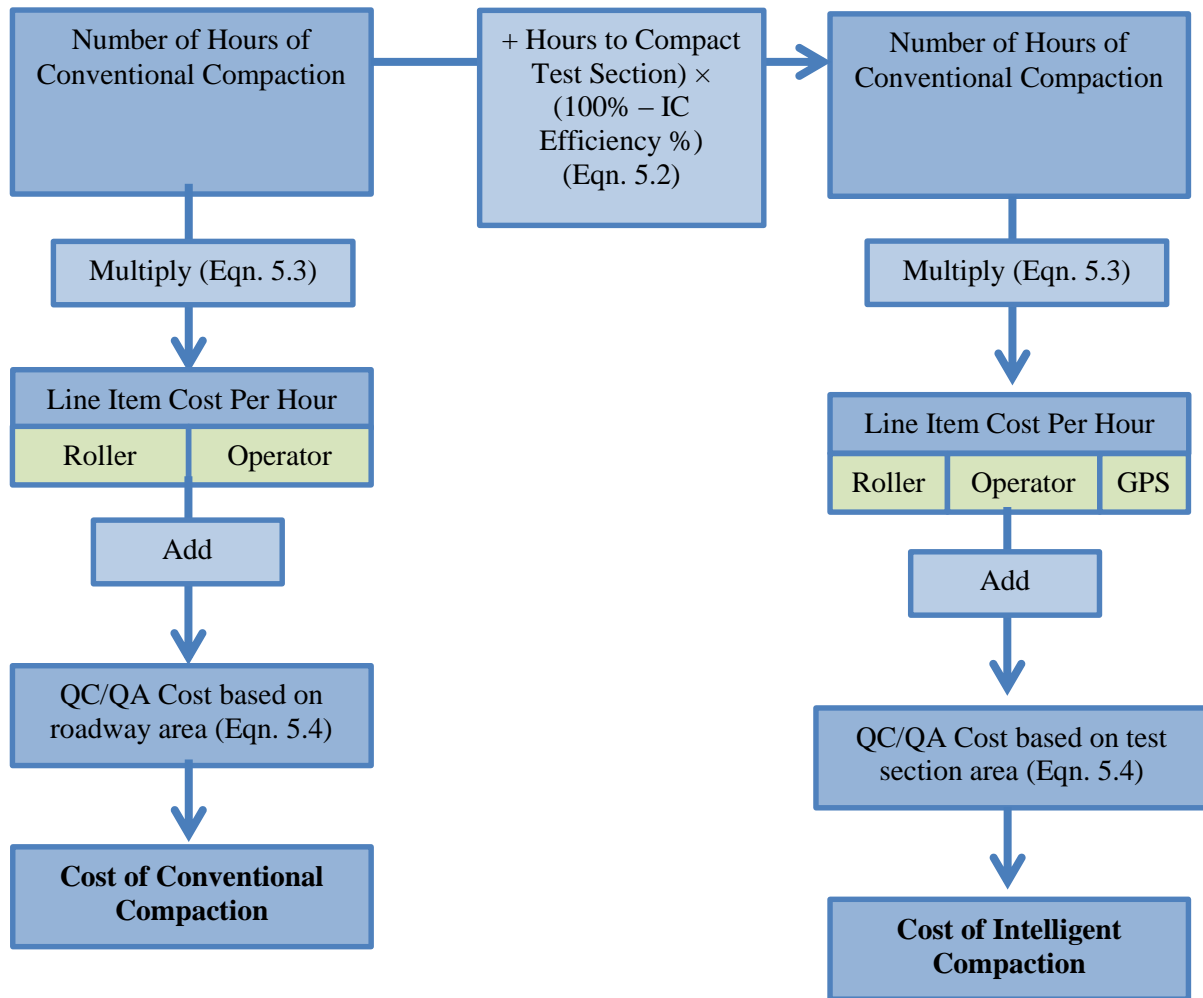 Number of Hours of
Conventional Compaction
+ Hours to Compact
Test Section) ×
(100% – IC
Efficiency %)
(Eqn. 5.2)
Number of Hours of
Conventional Compaction
Multiply (Eqn. 5.3)
Multiply (Eqn. 5.3)
Line Item Cost Per Hour
Roller
Operator
Line Item Cost Per Hour
Roller
Operator
GPS
Add
Add
QC/QA Cost based on
roadway area (Eqn. 5.4)
QC/QA Cost based on test
section area (Eqn. 5.4)
Cost of Conventional
Compaction
Cost of Intelligent
Compaction